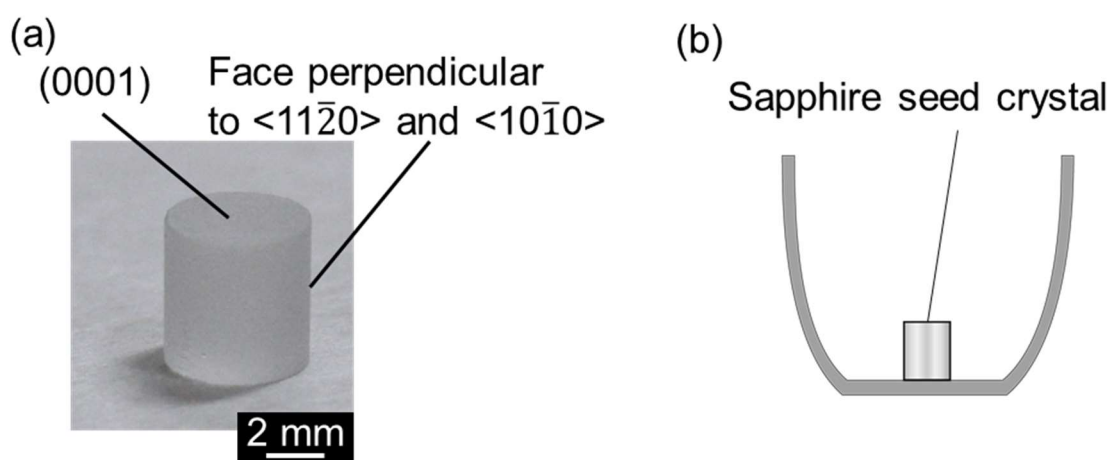 (a)
(0001)
Face perpendicular
to <112̅0> and <101̅0>
2 mm
(b)
Sapphire seed crystal